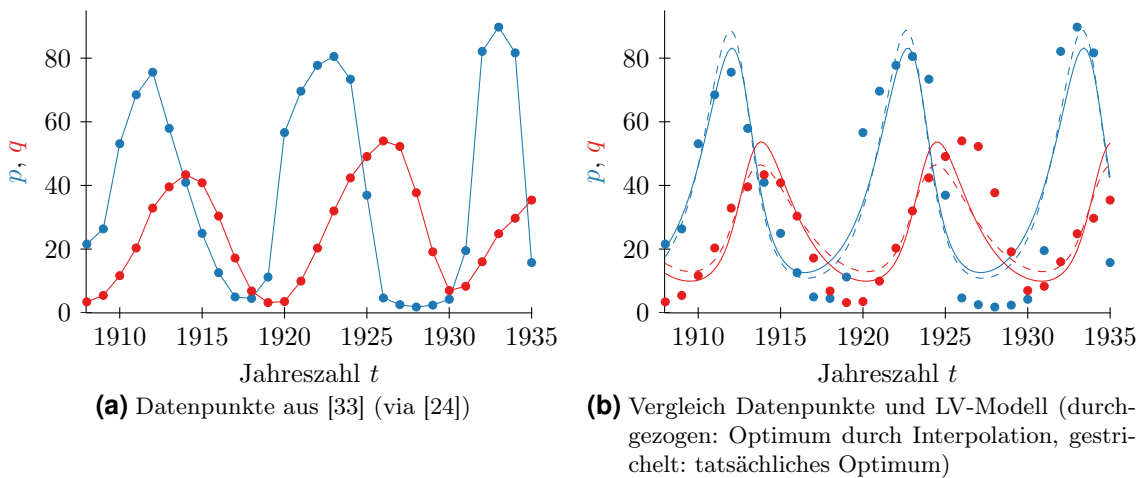 80
60
40
20
0
p, q
1910 1915 1920 1925 1930 1935
Jahreszahl t
(a) Datenpunkte aus [33] (via [24])
80
60
40
20
0
p, q
1910 1915 1920 1925 1930 1935
Jahreszahl t
(b) Vergleich Datenpunkte und LV-Modell (durch-
gezogen: Optimum durch Interpolation, gestri-
chelt: tatsächliches Optimum)